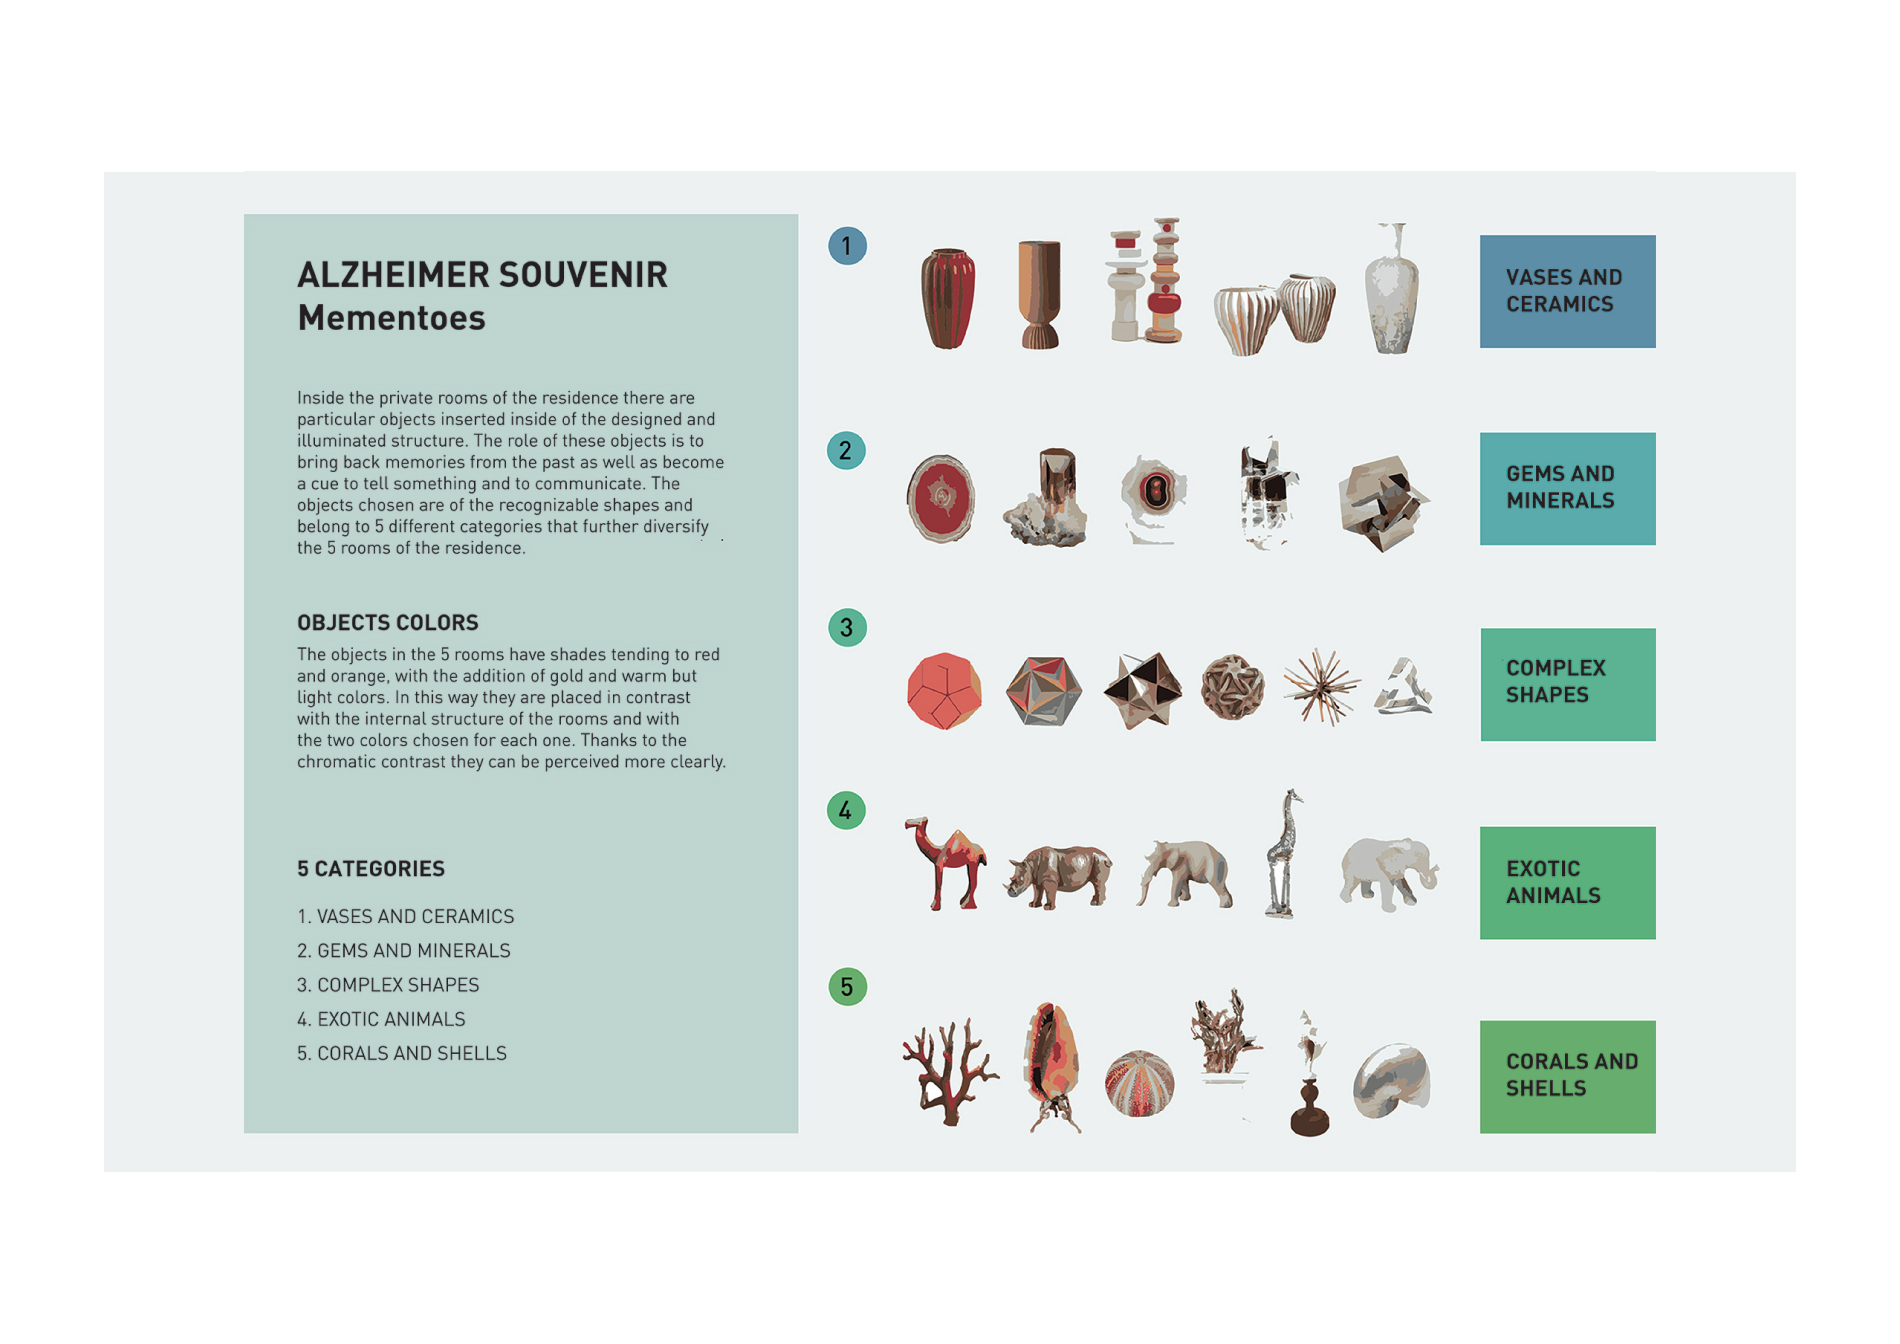 ALZHEIMER SOUVENIR
Mementoes
Inside the private rooms of the residence there are
particular objects inserted inside of the designed and
illuminated structure. The role of these objects is to
bring back memories from the past as well as become
a cue to tell something and to communicate. The
objects chosen are of the recognizable shapes and
belong to 5 different categories that further diversify
the 5 rooms of the residence.
OBJECTS COLORS
The objects in the 5 rooms have shades tending to red
and orange, with the addition of gold and warm but
light colors. In this way they are placed in contrast
with the internal structure of the rooms and with
the two colors chosen for each one. Thanks to the
chromatic contrast they can be perceived more clearly.
5 CATEGORIES
1. VASES AND CERAMICS
2. GEMS AND MINERALS
3. COMPLEX SHAPES
4. EXOTIC ANIMALS
5. CORALS AND SHELLS
1
VASES AND
CERAMICS
2
GEMS AND
MINERALS
3
COMPLEX
SHAPES
4
EXOTIC
ANIMALS
5
CORALS AND
SHELLS